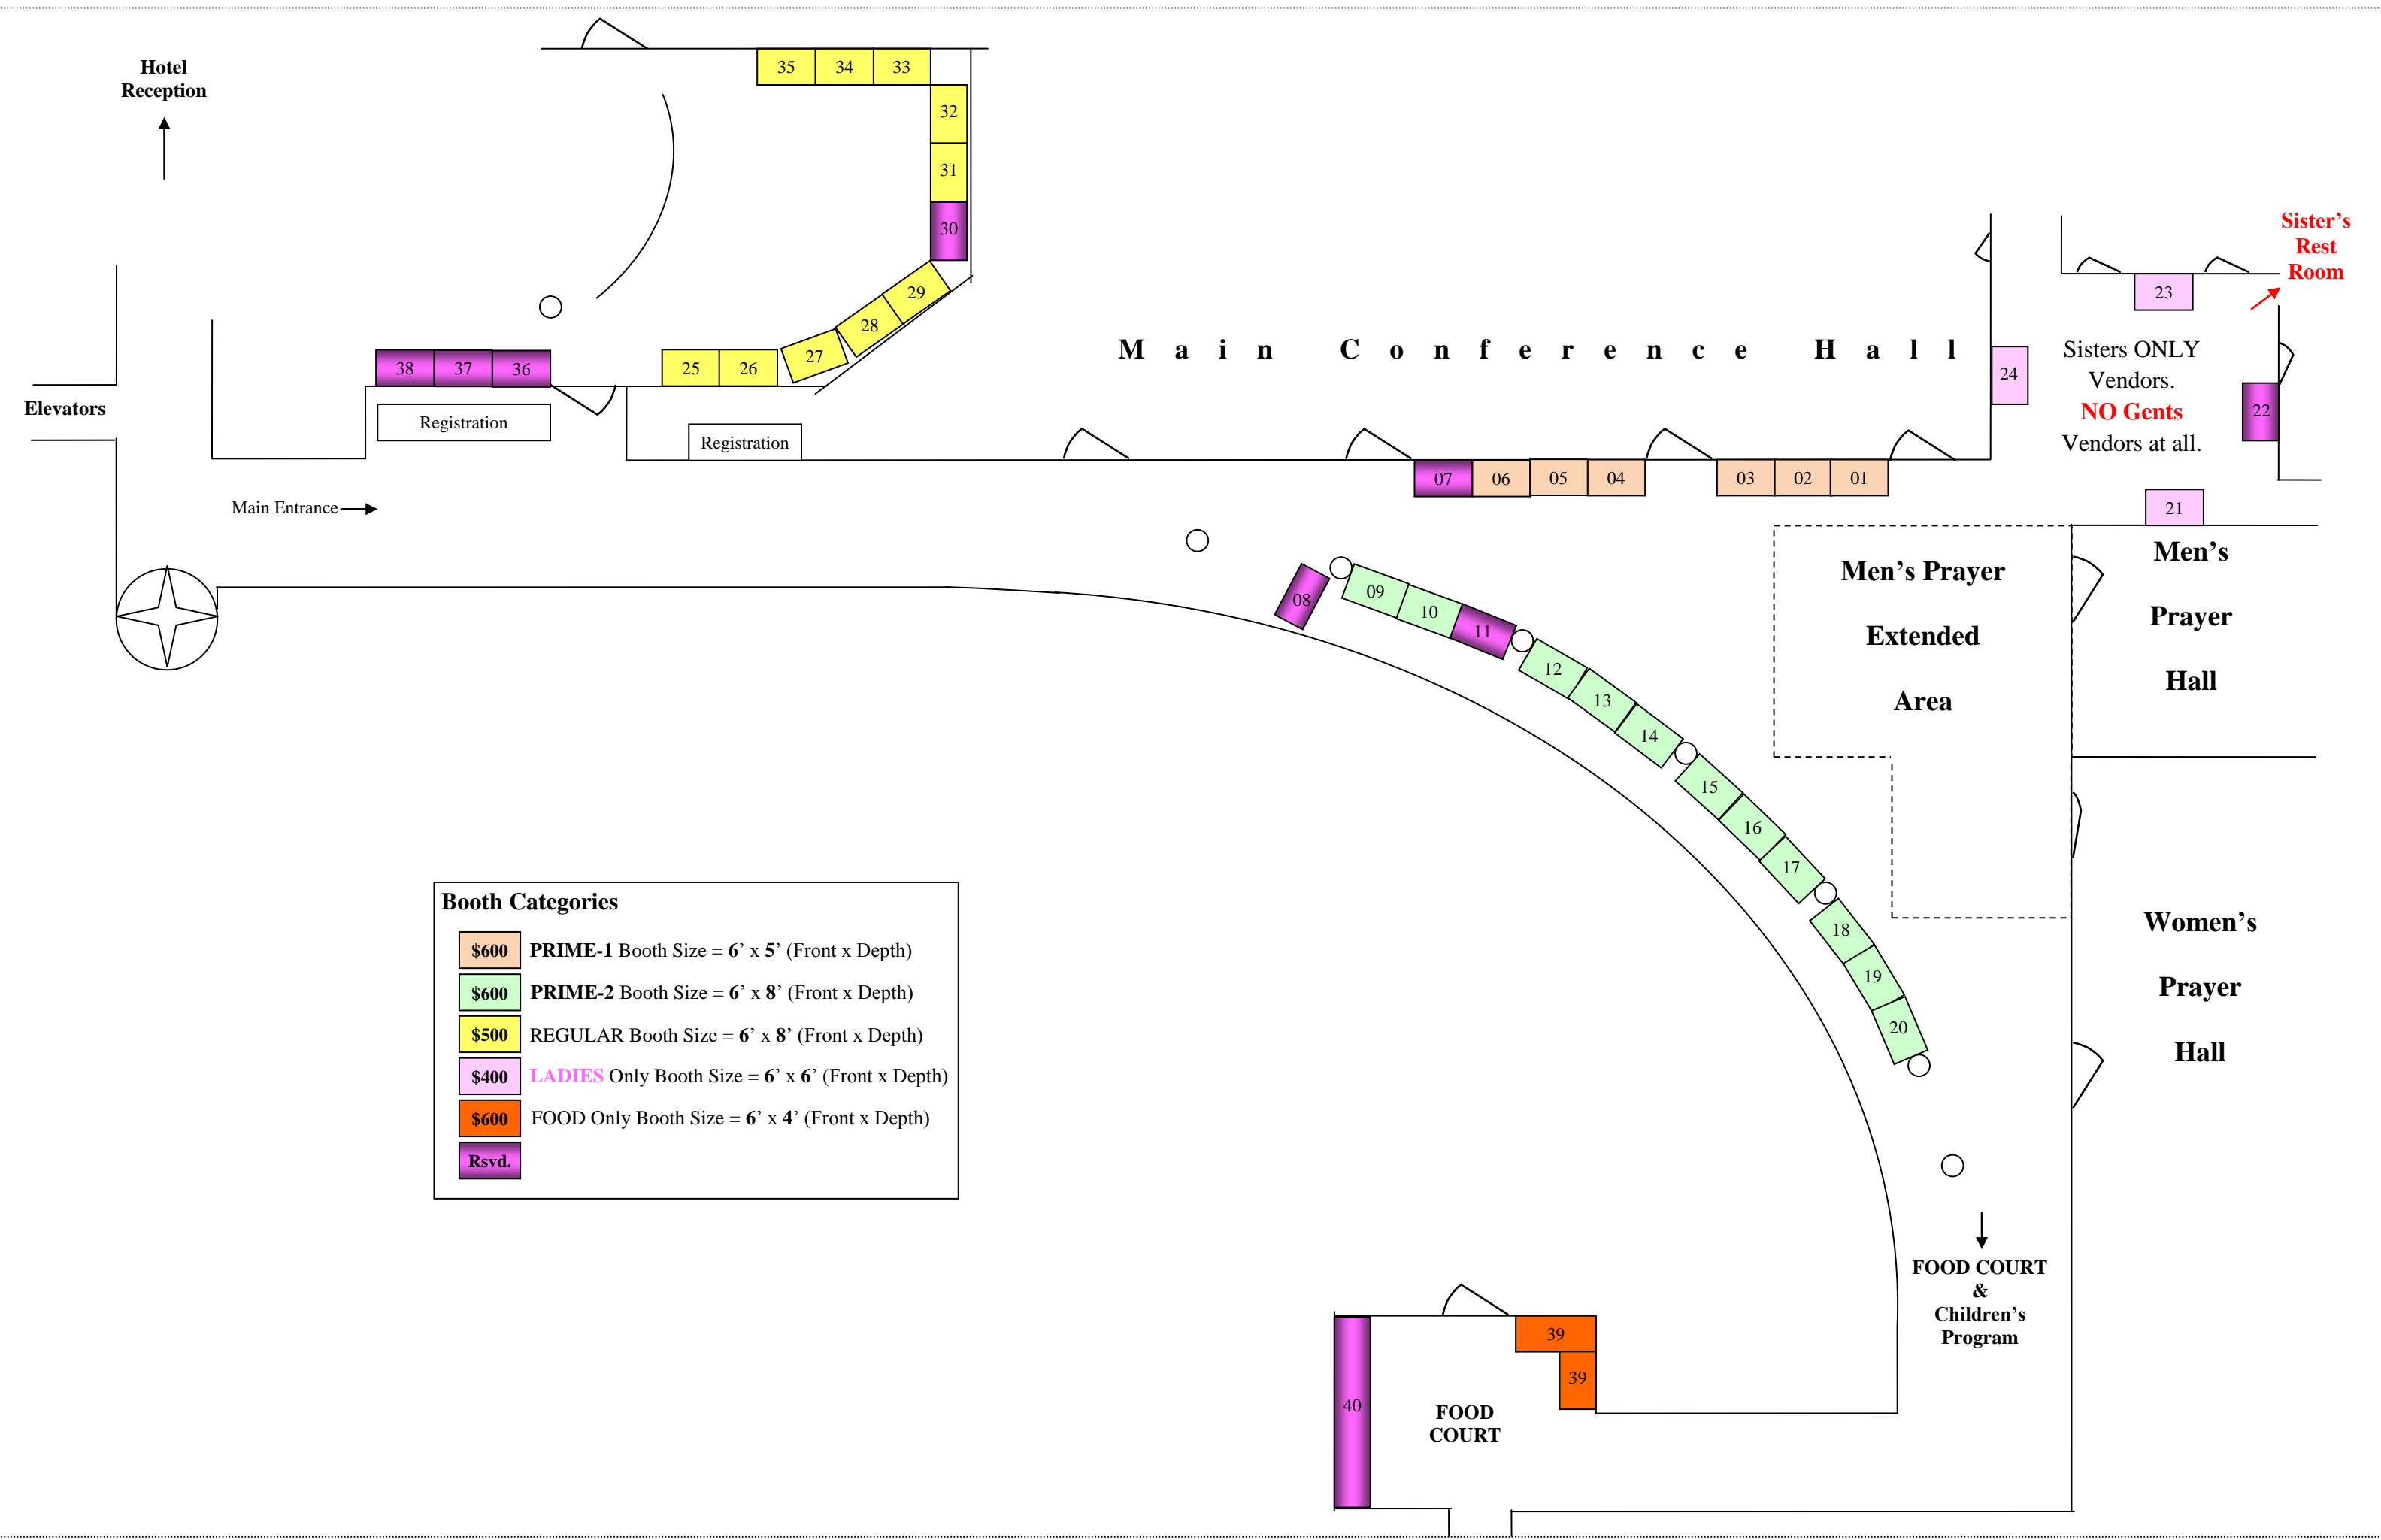 Hotel
Reception
35 34 33
32
31
30
29
28
27
25 26
38 37 36
Elevators
Registration
Registration
Main Entrance
Main Conference Hall
Sister’s
Rest
Room
23
24
Sisters ONLY
Vendors.
NO Gents
Vendors at all.
22
21
07 06 05 04 03 02 01
08
09
10
11
12
13
14
15
16
17
18
19
20
Men’s Prayer
Extended
Area
Men’s
Prayer
Hall
Women’s
Prayer
Hall
Booth Categories
$600 PRIME-1 Booth Size = 6’ x 5’ (Front x Depth)
$600 PRIME-2 Booth Size = 6’ x 8’ (Front x Depth)
$500 REGULAR Booth Size = 6’ x 8’ (Front x Depth)
$400 LADIES Only Booth Size = 6’ x 6’ (Front x Depth)
$600 FOOD Only Booth Size = 6’ x 4’ (Front x Depth)
Rsvd.
FOOD COURT
&
Children’s
Program
39
39
40
FOOD
COURT